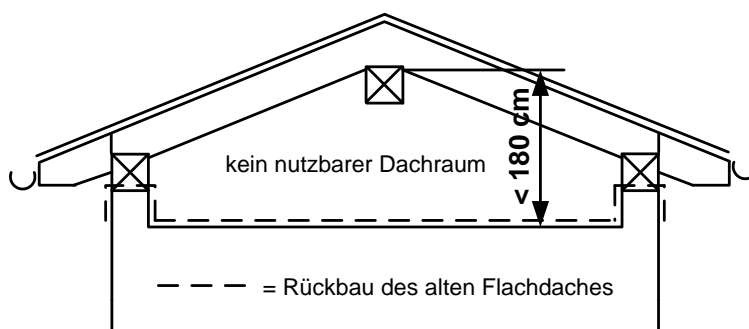 kein nutzbarer Dachraum
< 180 cm
= Rückbau des alten Flachdaches